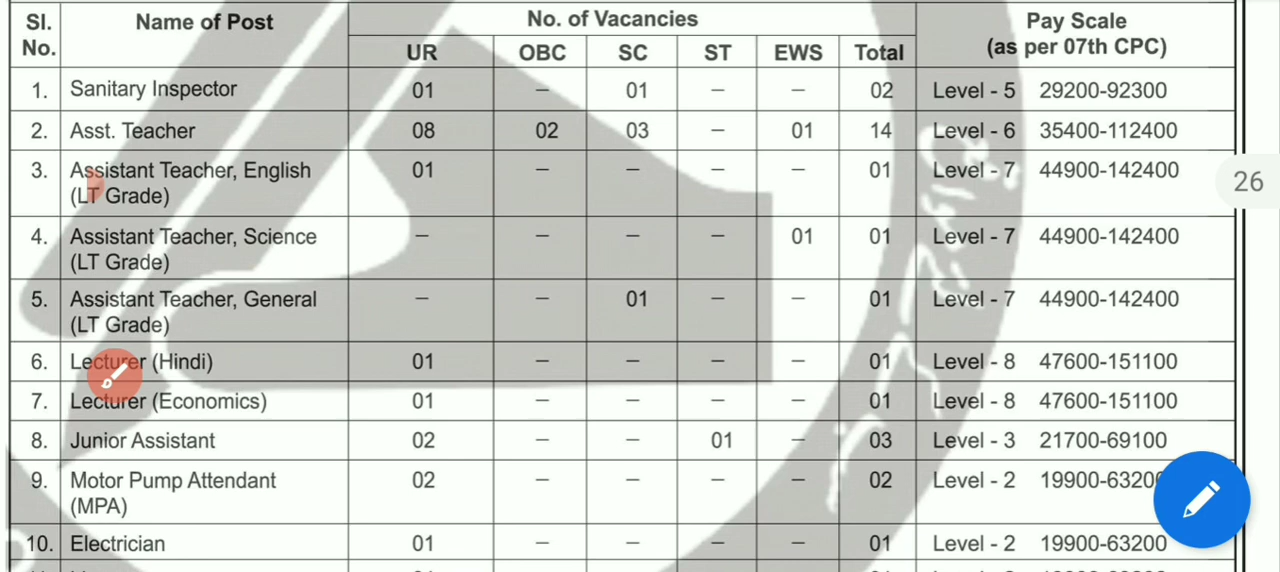 Sl. No. Name of Post No. of Vacancies Pay Scale (as per 07th CPC)
UR OBC SC ST EWS Total
1. Sanitary Inspector 01 – 01 – – 02 Level - 5 29200-92300
2. Asst. Teacher 08 02 03 – 01 14 Level - 6 35400-112400
3. Assistant Teacher, English 01 – – – – 01 Level - 7 44900-142400
(LT Grade)
26
4. Assistant Teacher, Science – – – – 01 01 Level - 7 44900-142400
(LT Grade)
5. Assistant Teacher, General – – 01 – – 01 Level - 7 44900-142400
(LT Grade)
6. Lecturer (Hindi) 01 – – – – 01 Level - 8 47600-151100
7. Lecturer (Economics) 01 – – – – 01 Level - 8 47600-151100
8. Junior Assistant 02 – – 01 – 03 Level - 3 21700-69100
9. Motor Pump Attendant 02 – – – – 02 Level - 2 19900-63200
(MPA)
10. Electrician 01 – – – – 01 Level - 2 19900-63200